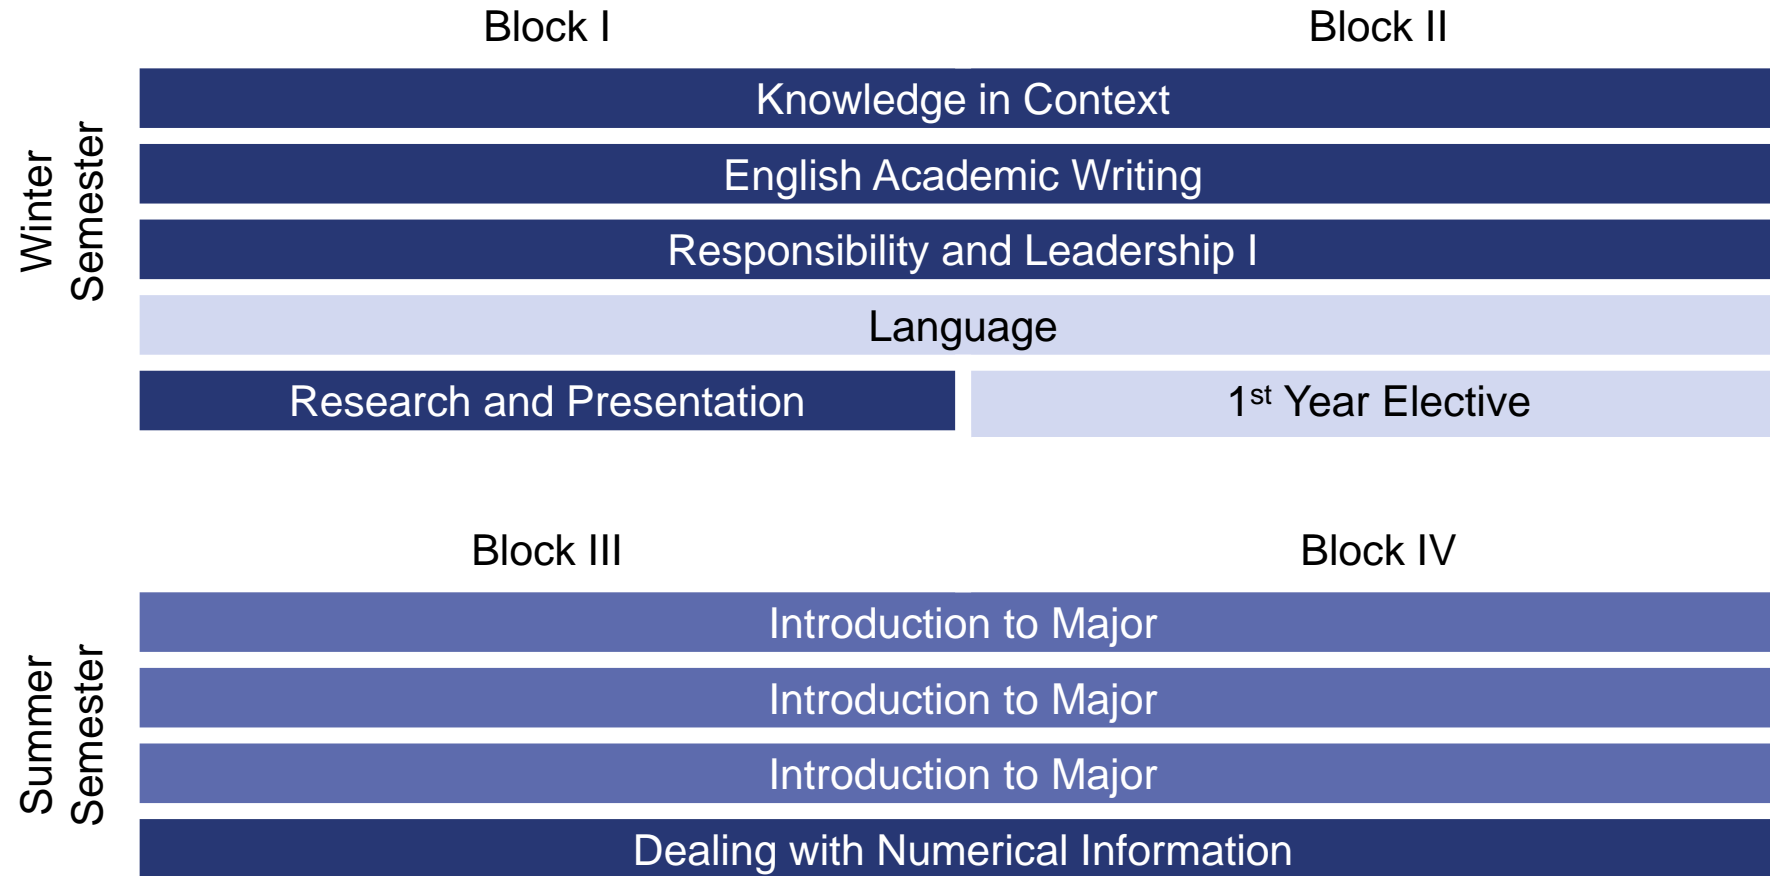 Block I
Block II
Winter
Semester
Knowledge in Context
English Academic Writing
Responsibility and Leadership I
Language
Research and Presentation
1st Year Elective
Block III
Block IV
Summer
Semester
Introduction to Major
Introduction to Major
Introduction to Major
Dealing with Numerical Information